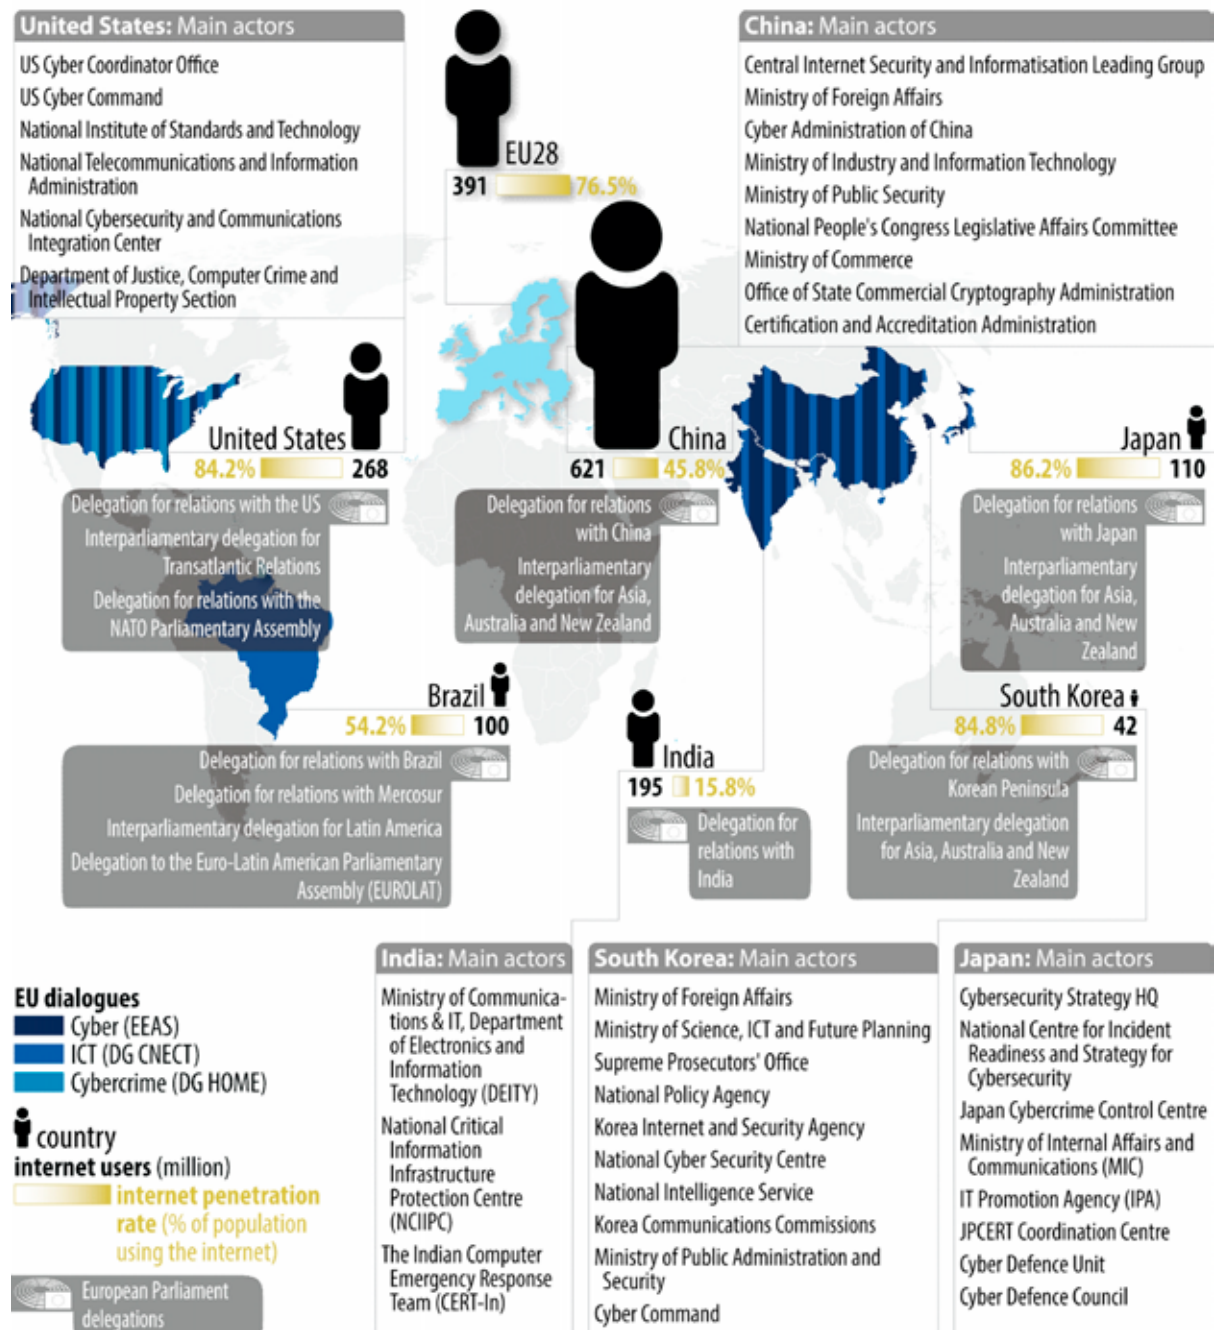 United States: Main actors
US Cyber Coordinator Office
US Cyber Command
National Institute of Standards and Technology
National Telecommunications and Information
Administration
National Cybersecurity and Communications
Integration Center
Department of Justice, Computer Crime and
Intellectual Property Section
EU28
391 76.5%
China: Main actors
Central Internet Security and Informatisation Leading Group
Ministry of Foreign Affairs
Cyber Administration of China
Ministry of Industry and Information Technology
Ministry of Public Security
National People's Congress Legislative Affairs Committee
Ministry of Commerce
Office of State Commercial Cryptography Administration
Certification and Accreditation Administration
United States
84.2% 268
Delegation for relations with the US
Interparliamentary delegation for
Transatlantic Relations
Delegation for relations with the
NATO Parliamentary Assembly
China
621 45.8%
Delegation for relations
with China
Interparliamentary
delegation for Asia,
Australia and New Zealand
Japan
86.2% 110
Delegation for relations
with Japan
Interparliamentary
delegation for Asia,
Australia and New
Zealand
Brazil
54.2% 100
Delegation for relations with Brazil
Delegation for relations with Mercosur
Interparliamentary delegation for Latin America
Delegation to the Euro-Latin American Parliamentary
Assembly (EUROLAT)
India
195 15.8%
Delegation for
relations with
India
South Korea
84.8% 42
Delegation for relations with
Korean Peninsula
Interparliamentary delegation
for Asia, Australia and New
Zealand
EU dialogues
Cyber (EEAS)
ICT (DG CNECT)
Cybercrime (DG HOME)
country
internet users (million)
internet penetration
rate (% of population
using the internet)
European Parliament
delegations
India: Main actors
Ministry of Communica-
tions & IT, Department
of Electronics and
Information
Technology (DEITY)
National Critical
Information
Infrastructure
Protection Centre
(NCIIPC)
The Indian Computer
Emergency Response
Team (CERT-In)
South Korea: Main actors
Ministry of Foreign Affairs
Ministry of Science, ICT and Future Planning
Supreme Prosecutors' Office
National Policy Agency
Korea Internet and Security Agency
National Cyber Security Centre
National Intelligence Service
Korea Communications Commissions
Ministry of Public Administration and
Security
Cyber Command
Japan: Main actors
Cybersecurity Strategy HQ
National Centre for Incident
Readiness and Strategy for
Cybersecurity
Japan Cybercrime Control Centre
Ministry of Internal Affairs and
Communications (MIC)
IT Promotion Agency (IPA)
JPCERT Coordination Centre
Cyber Defence Unit
Cyber Defence Council